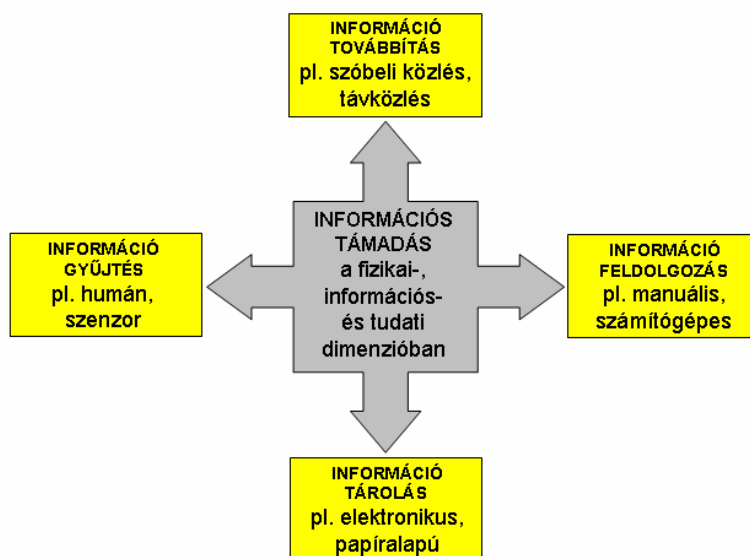 INFORMÁCIÓ
TOVÁBBÍTÁS
pl. szóbeli közlés,
távközlés
INFORMÁCIÓ
GYŰJTÉS
pl. humán,
szenzor
INFORMÁCIÓS
TÁMADÁS
a fizikai-,
információs-
és tudati
dimenzióban
INFORMÁCIÓ
FELDOLGOZÁS
pl. manuális,
számítógépes
INFORMÁCIÓ
TÁROLÁS
pl. elektronikus,
papíralapú